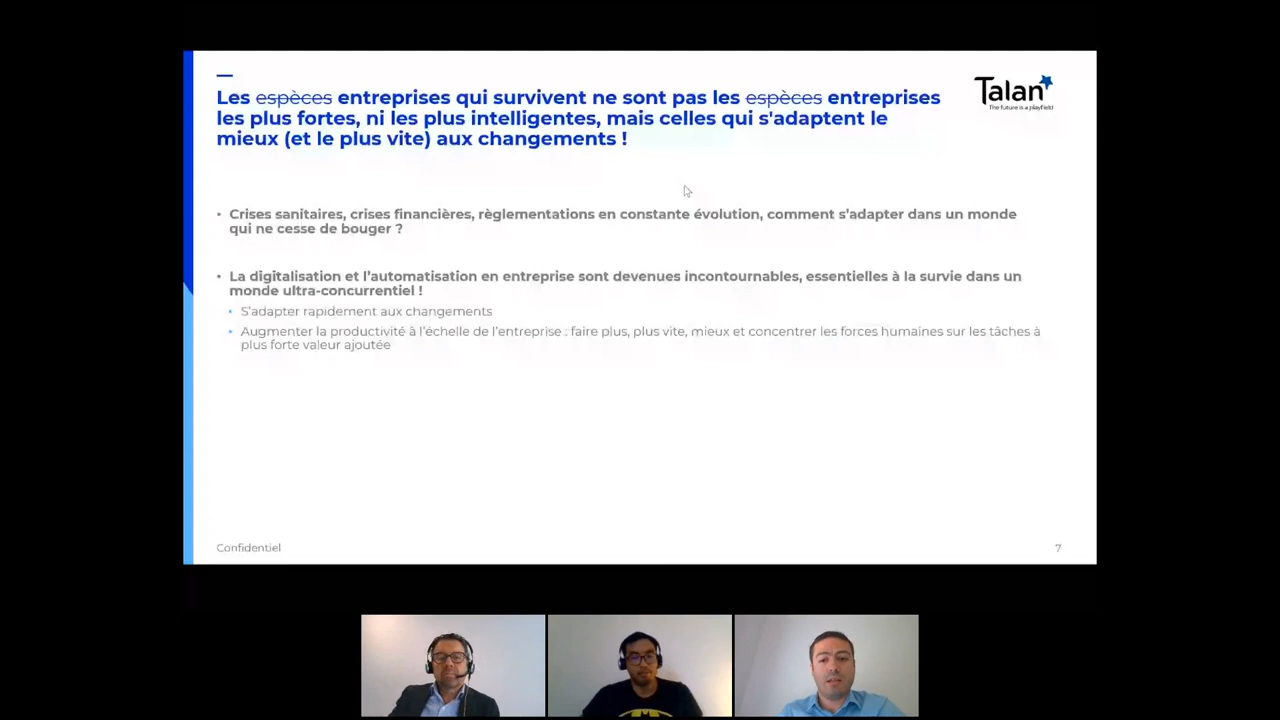 Les espèces entreprises qui survivent ne sont pas les espèces entreprises
les plus fortes, ni les plus intelligentes, mais celles qui s'adaptent le
mieux (et le plus vite) aux changements !
Talan
The future is a playfield
• Crises sanitaires, crises financières, règlementations en constante évolution, comment s'adapter dans un monde
qui ne cesse de bouger ?
• La digitalisation et l'automatisation en entreprise sont devenues incontournables, essentielles à la survie dans un
monde ultra-concurrentiel !
• S'adapter rapidement aux changements
• Augmenter la productivité à l'échelle de l'entreprise : faire plus, plus vite, mieux et concentrer les forces humaines sur les tâches à
plus forte valeur ajoutée
Confidentiel
7